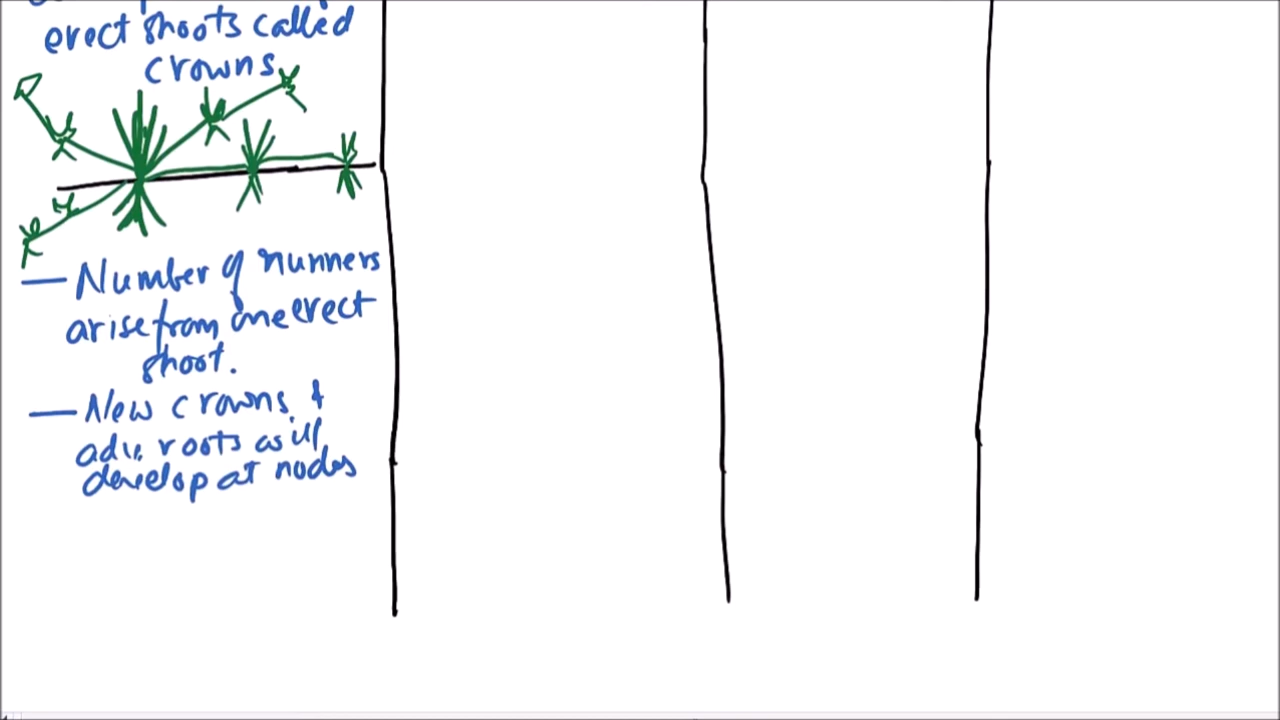 erect shoots called
crowns
— Number of runners
arise from one erect
shoot.
— New crowns &
adv. roots as
develop at nodes